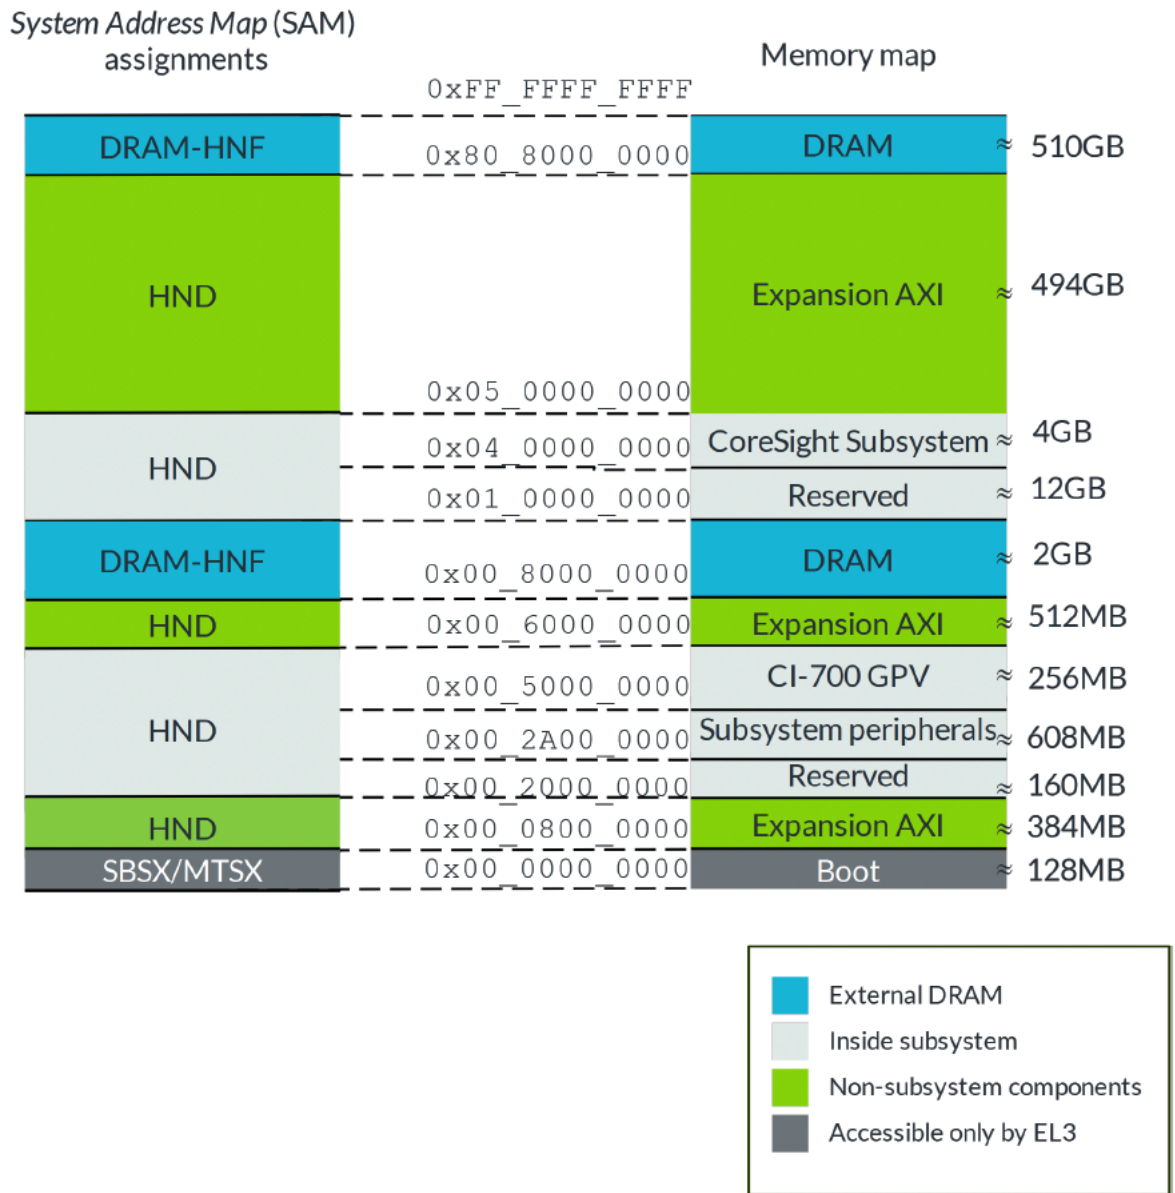 System Address Map (SAM)
assignments
Memory map
0xFF_FFFF_FFFF
DRAM-HNF
0x80_8000_0000
DRAM
≈ 510GB
HND
Expansion AXI
≈ 494GB
0x05_0000_0000
HND
0x04_0000_0000
CoreSight Subsystem
≈ 4GB
0x01_0000_0000
Reserved
≈ 12GB
DRAM-HNF
0x00_8000_0000
DRAM
≈ 2GB
HND
0x00_6000_0000
Expansion AXI
≈ 512MB
HND
0x00_5000_0000
CI-700 GPV
≈ 256MB
0x00_2A00_0000
Subsystem peripherals
≈ 608MB
0x00_2000_0000
Reserved
≈ 160MB
HND
0x00_0800_0000
Expansion AXI
≈ 384MB
SBSX/MTSX
0x00_0000_0000
Boot
≈ 128MB
External DRAM
Inside subsystem
Non-subsystem components
Accessible only by EL3